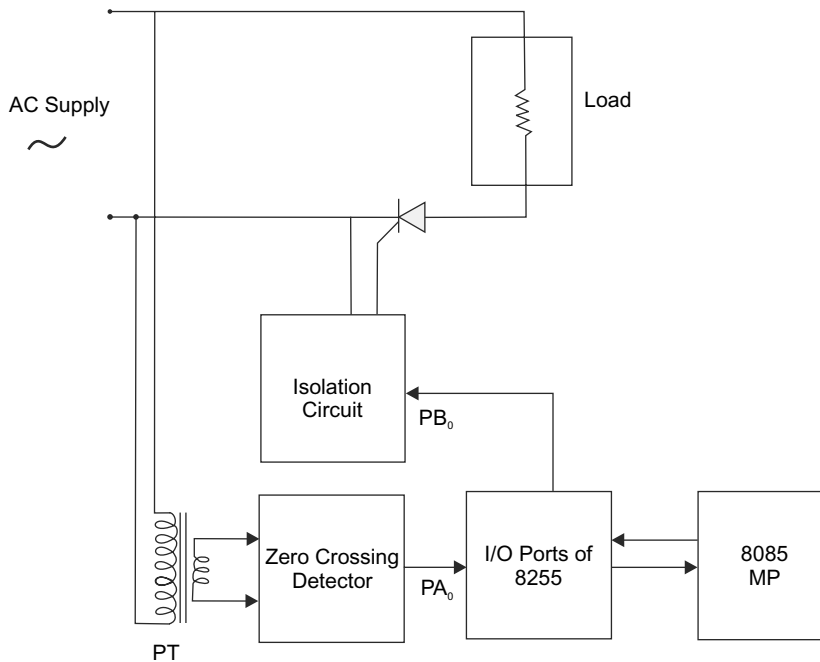 AC Supply
Load
Isolation
Circuit
PB₀
Zero Crossing
Detector
PA₀
I/O Ports of
8255
8085
MP
PT